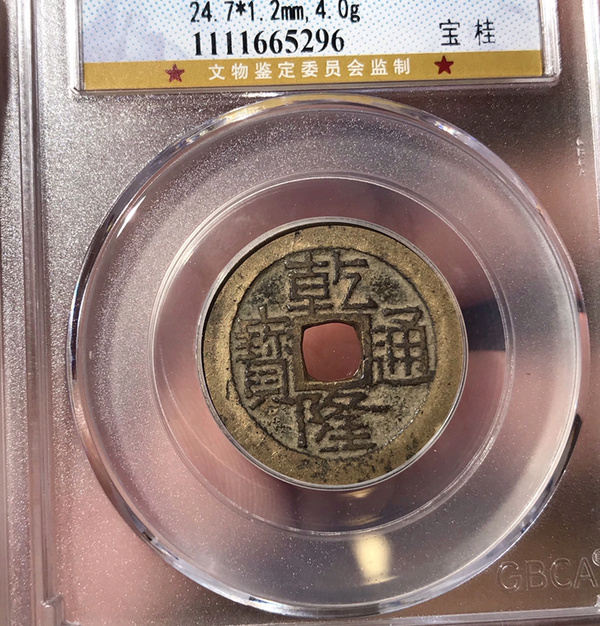 24.7*1.2mm,4.0g
1111665296
宝 桂
★ 文物鉴定委员会监制 ★
乾
寶 通
隆
GBCA®